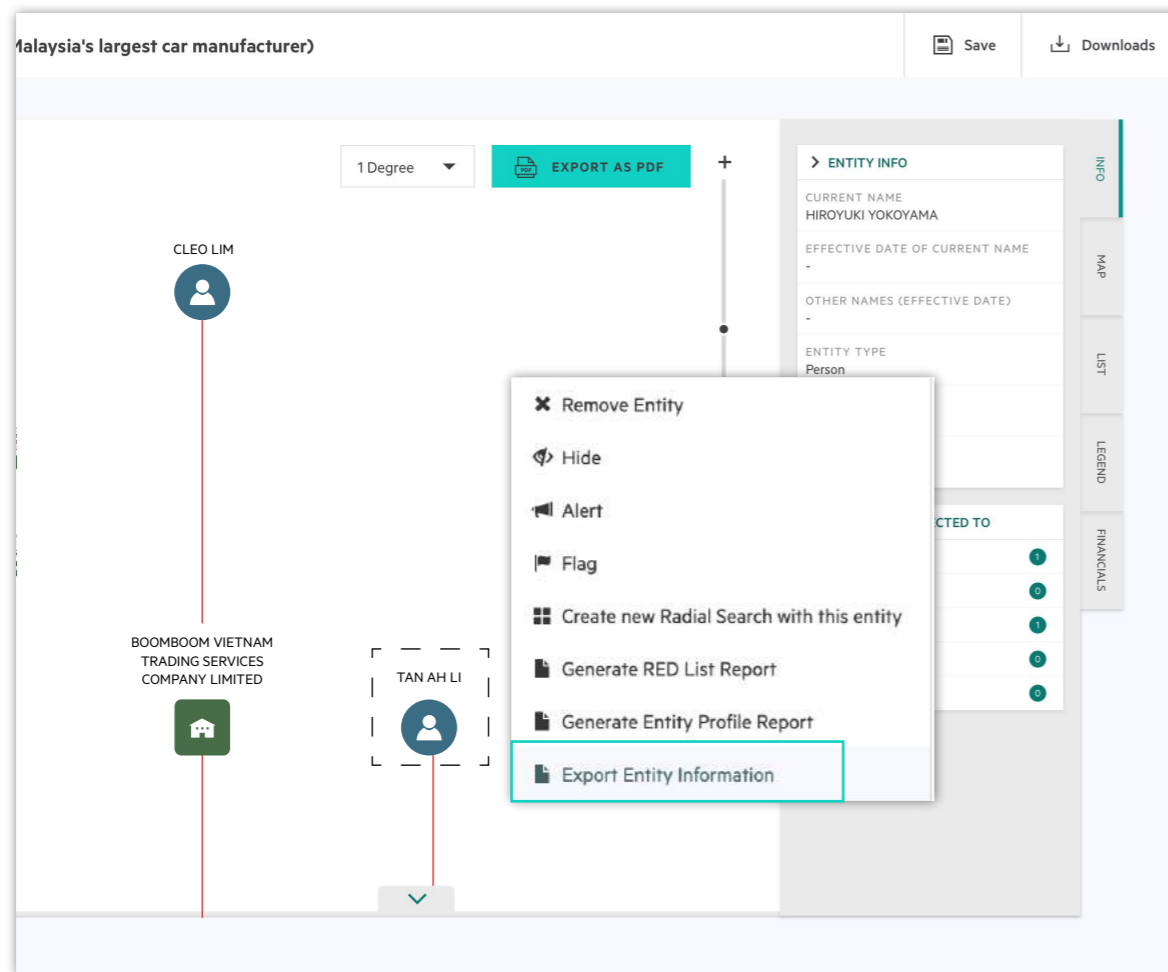 Malaysia's largest car manufacturer)
Save
Downloads
1 Degree
PDF
EXPORT AS PDF
+
CLEO LIM
BOOMBOOM VIETNAM
TRADING SERVICES
COMPANY LIMITED
TAN AH LI
Remove Entity
Hide
Alert
Flag
Create new Radial Search with this entity
Generate RED List Report
Generate Entity Profile Report
Export Entity Information
ENTITY INFO
CURRENT NAME
HIROYUKI YOKOYAMA
EFFECTIVE DATE OF CURRENT NAME
-
OTHER NAMES (EFFECTIVE DATE)
-
ENTITY TYPE
Person
CTED TO
1
0
1
0
0
INFO
MAP
LIST
LEGEND
FINANCIALS